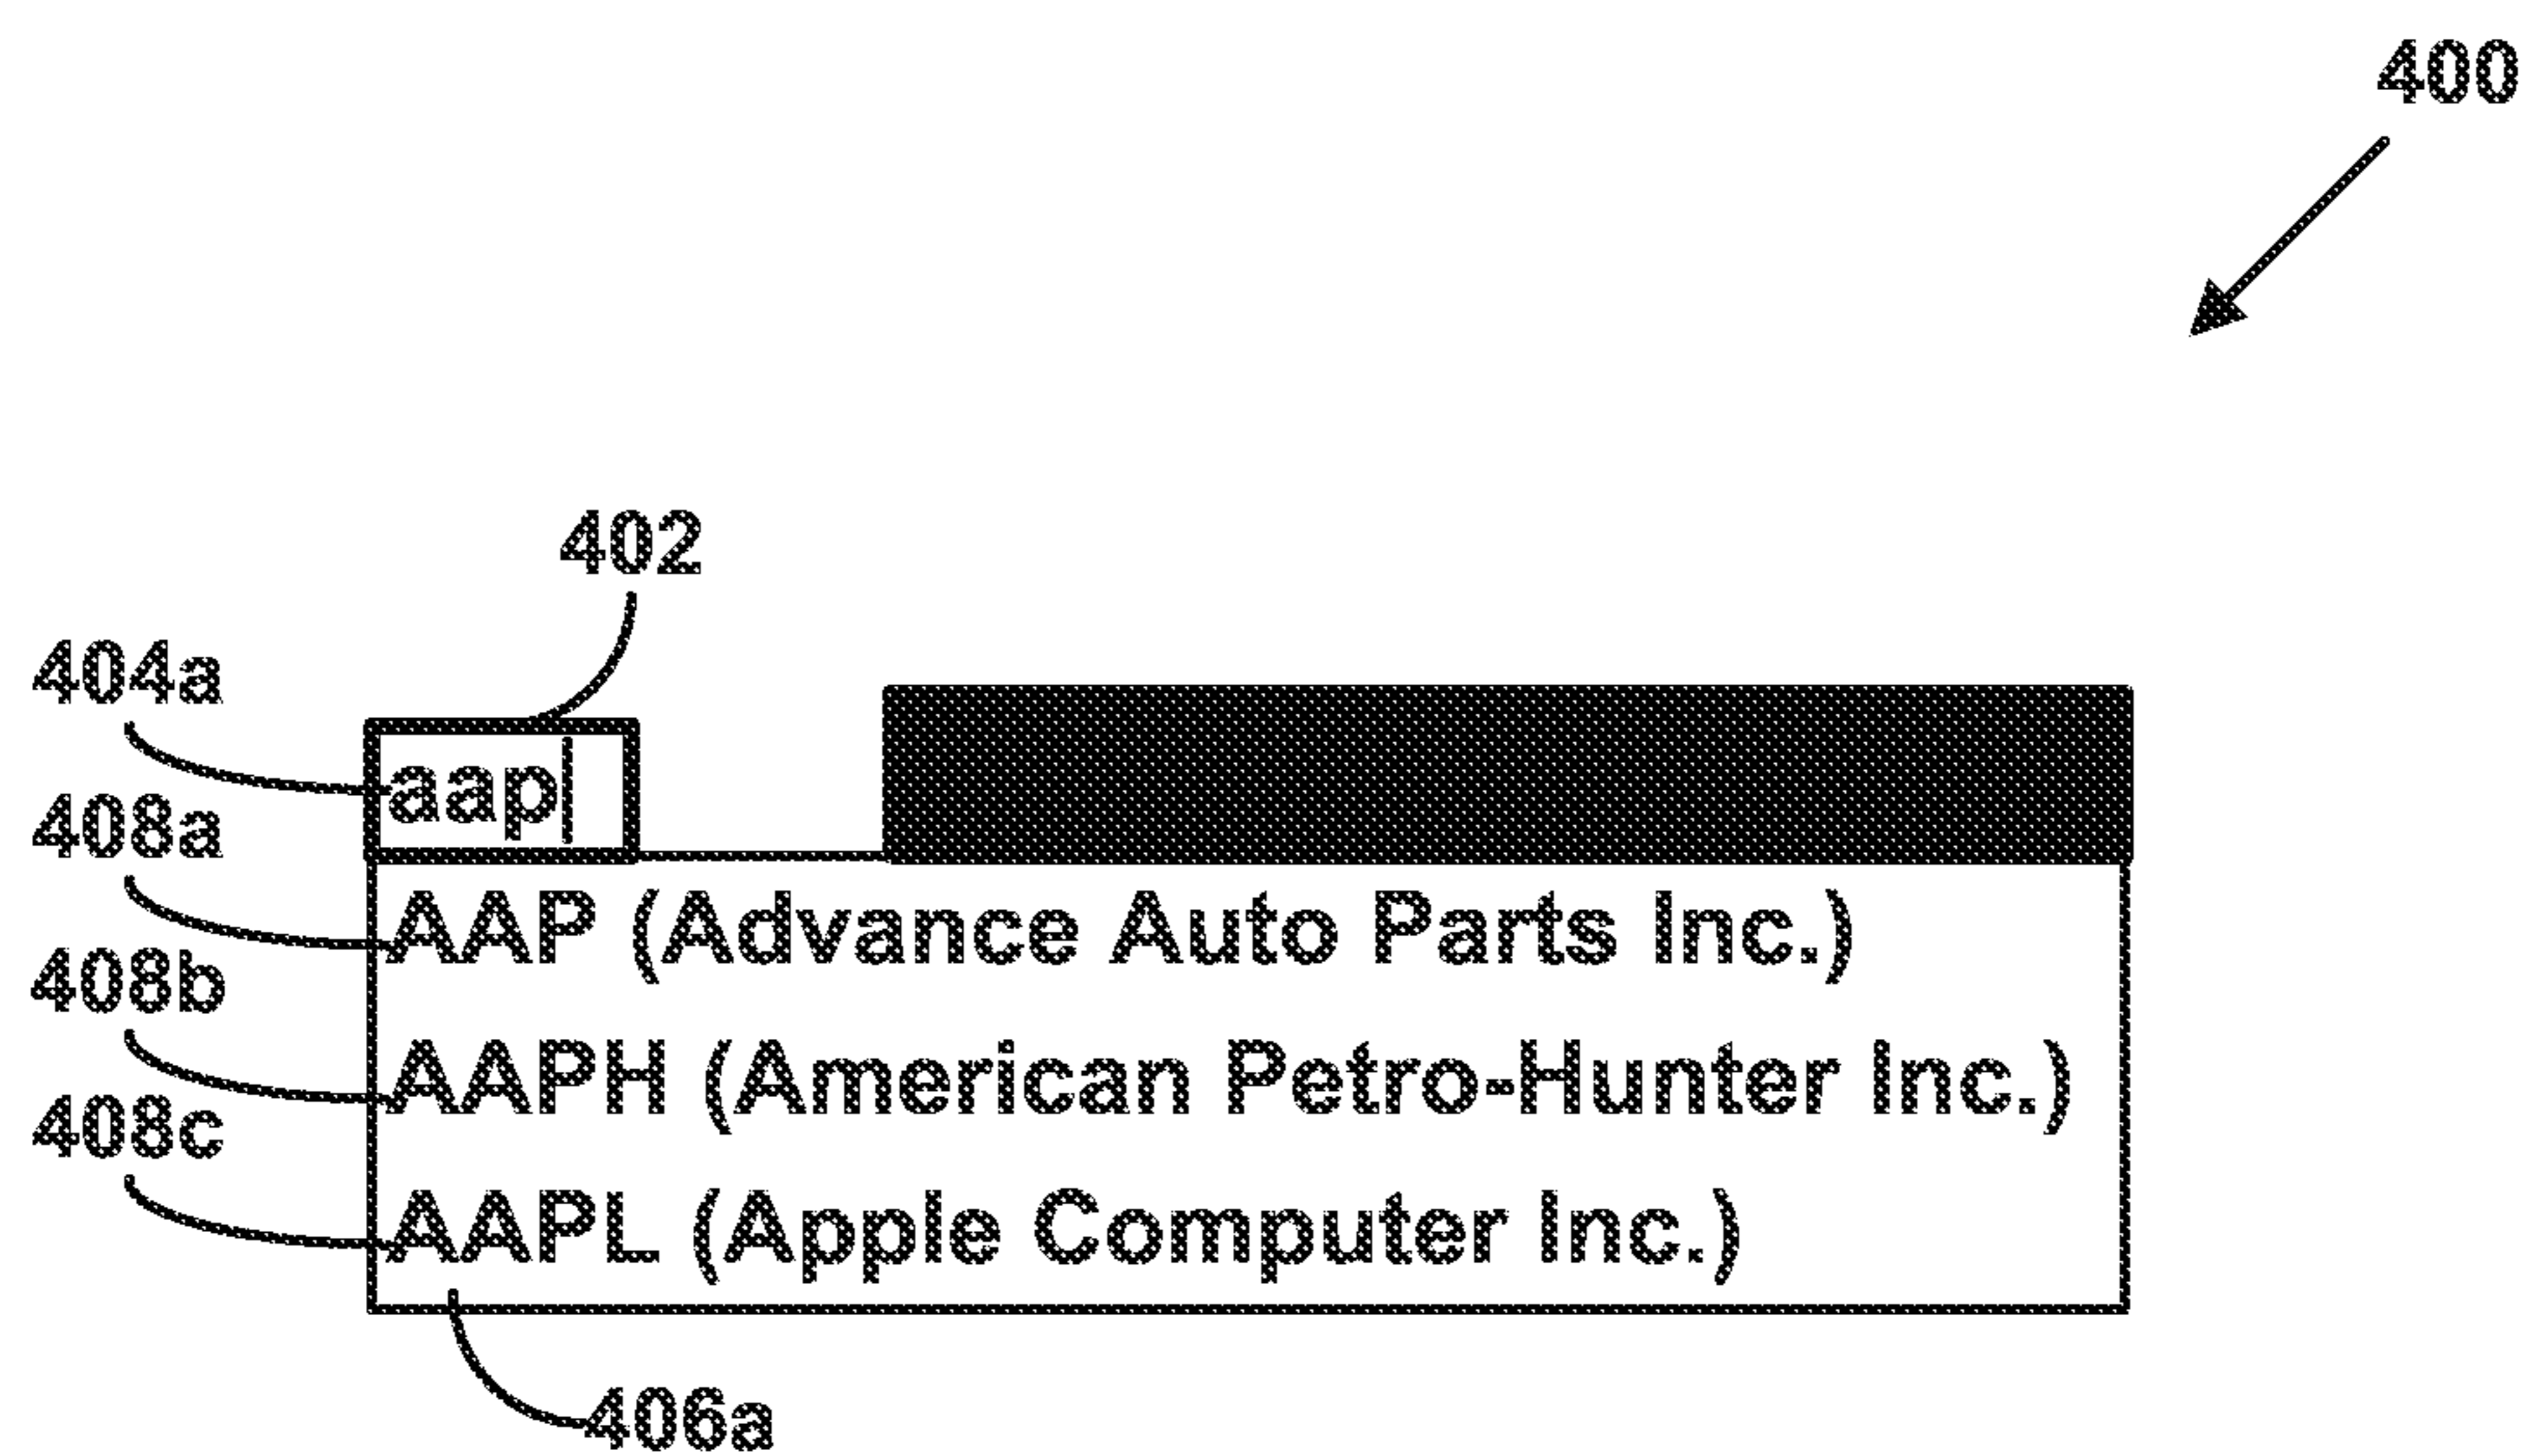 400
402
404a
aap
408a
AAP (Advance Auto Parts Inc.)
408b
AAPH (American Petro-Hunter Inc.)
408c
AAPL (Apple Computer Inc.)
406a